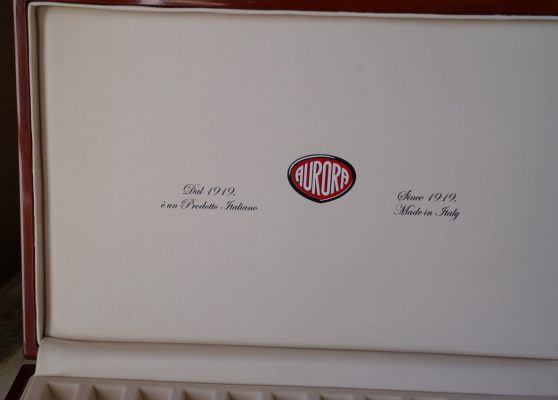 Dal 1919,
è un Prodotto Italiano
AURORA
Since 1919,
Made in Italy